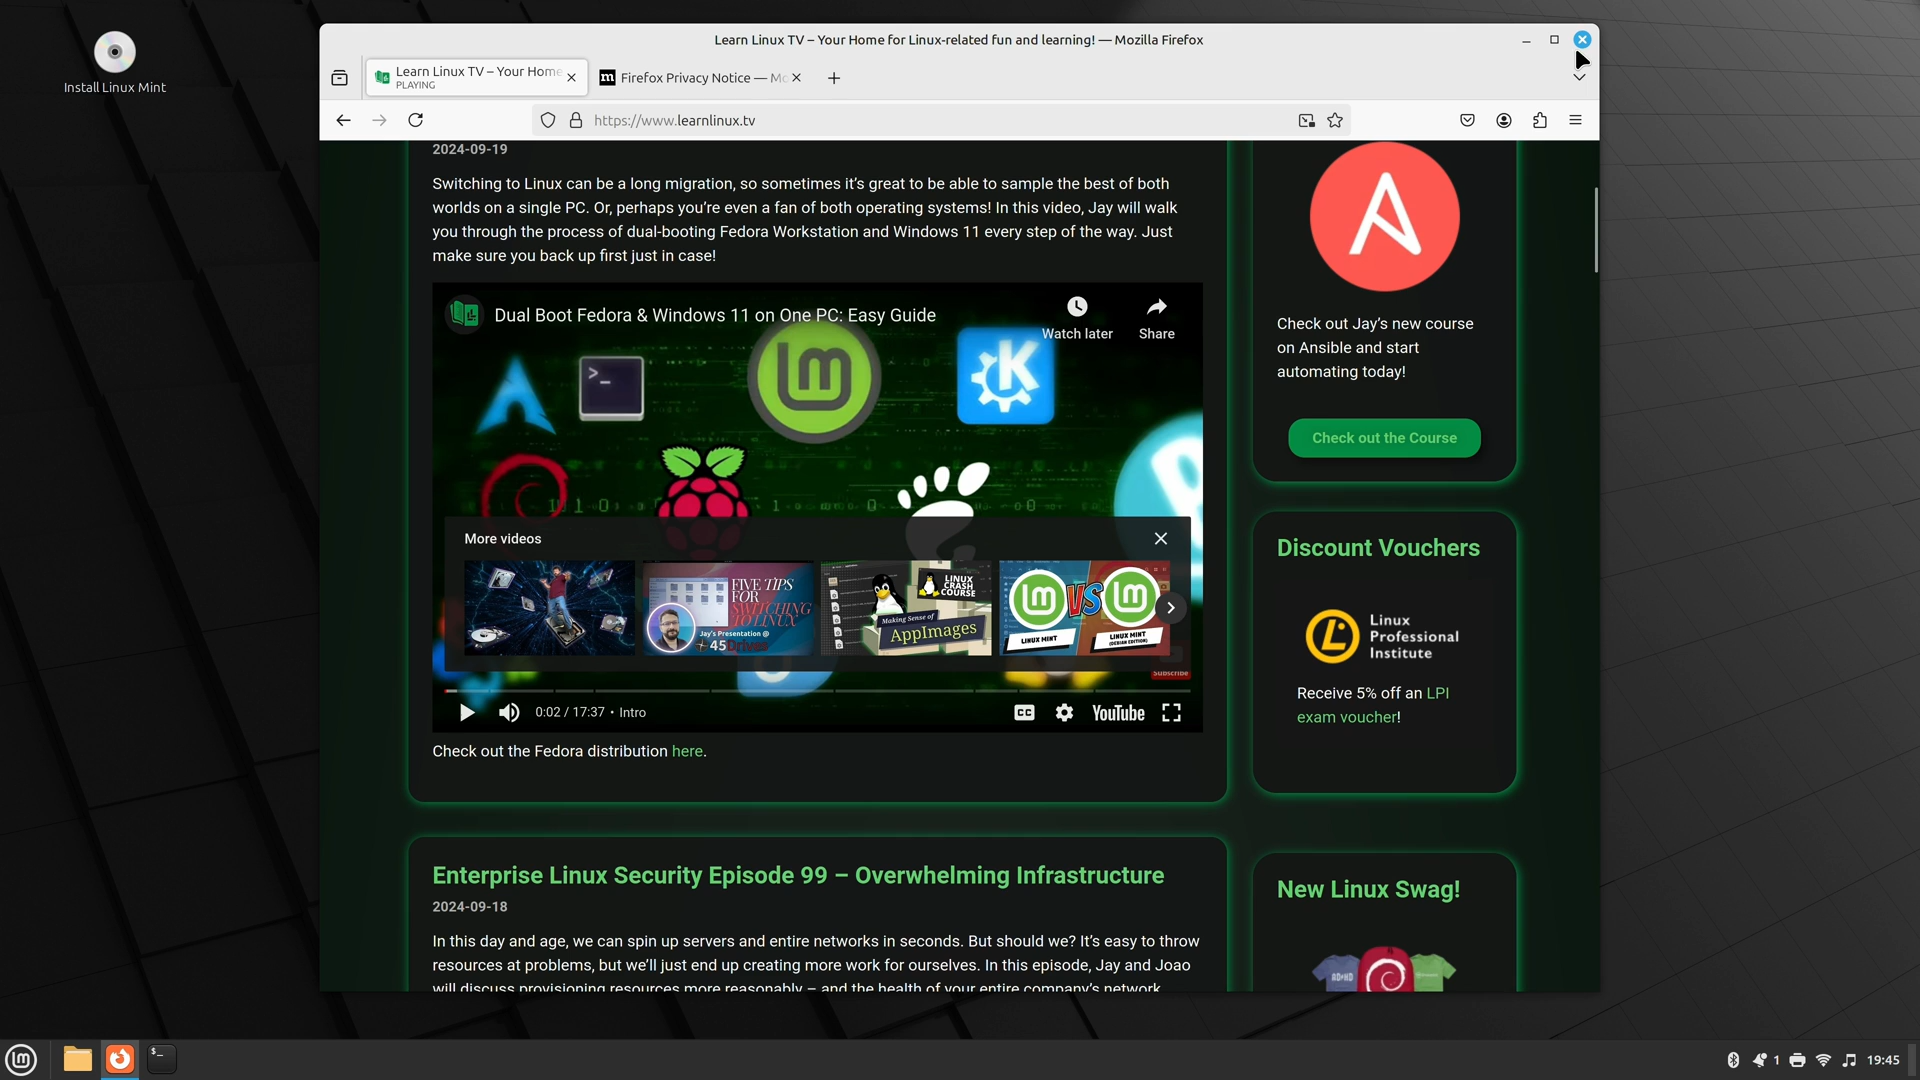 Install Linux Mint
Learn Linux TV – Your Home for Linux-related fun and learning! — Mozilla Firefox
Learn Linux TV – Your Home
PLAYING
Firefox Privacy Notice — Mo
https://www.learnlinux.tv
2024-09-19
Switching to Linux can be a long migration, so sometimes it's great to be able to sample the best of both
worlds on a single PC. Or, perhaps you're even a fan of both operating systems! In this video, Jay will walk
you through the process of dual-booting Fedora Workstation and Windows 11 every step of the way. Just
make sure you back up first just in case!
Dual Boot Fedora & Windows 11 on One PC: Easy Guide
Watch later
Share
More videos
FIVE TIPS
FOR
SWITCHING
TO LINUX
Jay's Presentation @
45Drives
LINUX
CRASH
COURSE
Making Sense of
AppImages
VS
LINUX MINT
LINUX MINT
(DEBIAN EDITION)
Subscribe
0:02 / 17:37 • Intro
CC
YouTube
Check out the Fedora distribution here.
Enterprise Linux Security Episode 99 – Overwhelming Infrastructure
2024-09-18
In this day and age, we can spin up servers and entire networks in seconds. But should we? It's easy to throw
resources at problems, but we'll just end up creating more work for ourselves. In this episode, Jay and Joao
will discuss provisioning resources more reasonably – and the health of your entire company's network
Check out Jay's new course
on Ansible and start
automating today!
Check out the Course
Discount Vouchers
Linux
Professional
Institute
Receive 5% off an LPI
exam voucher!
New Linux Swag!
1
19:45